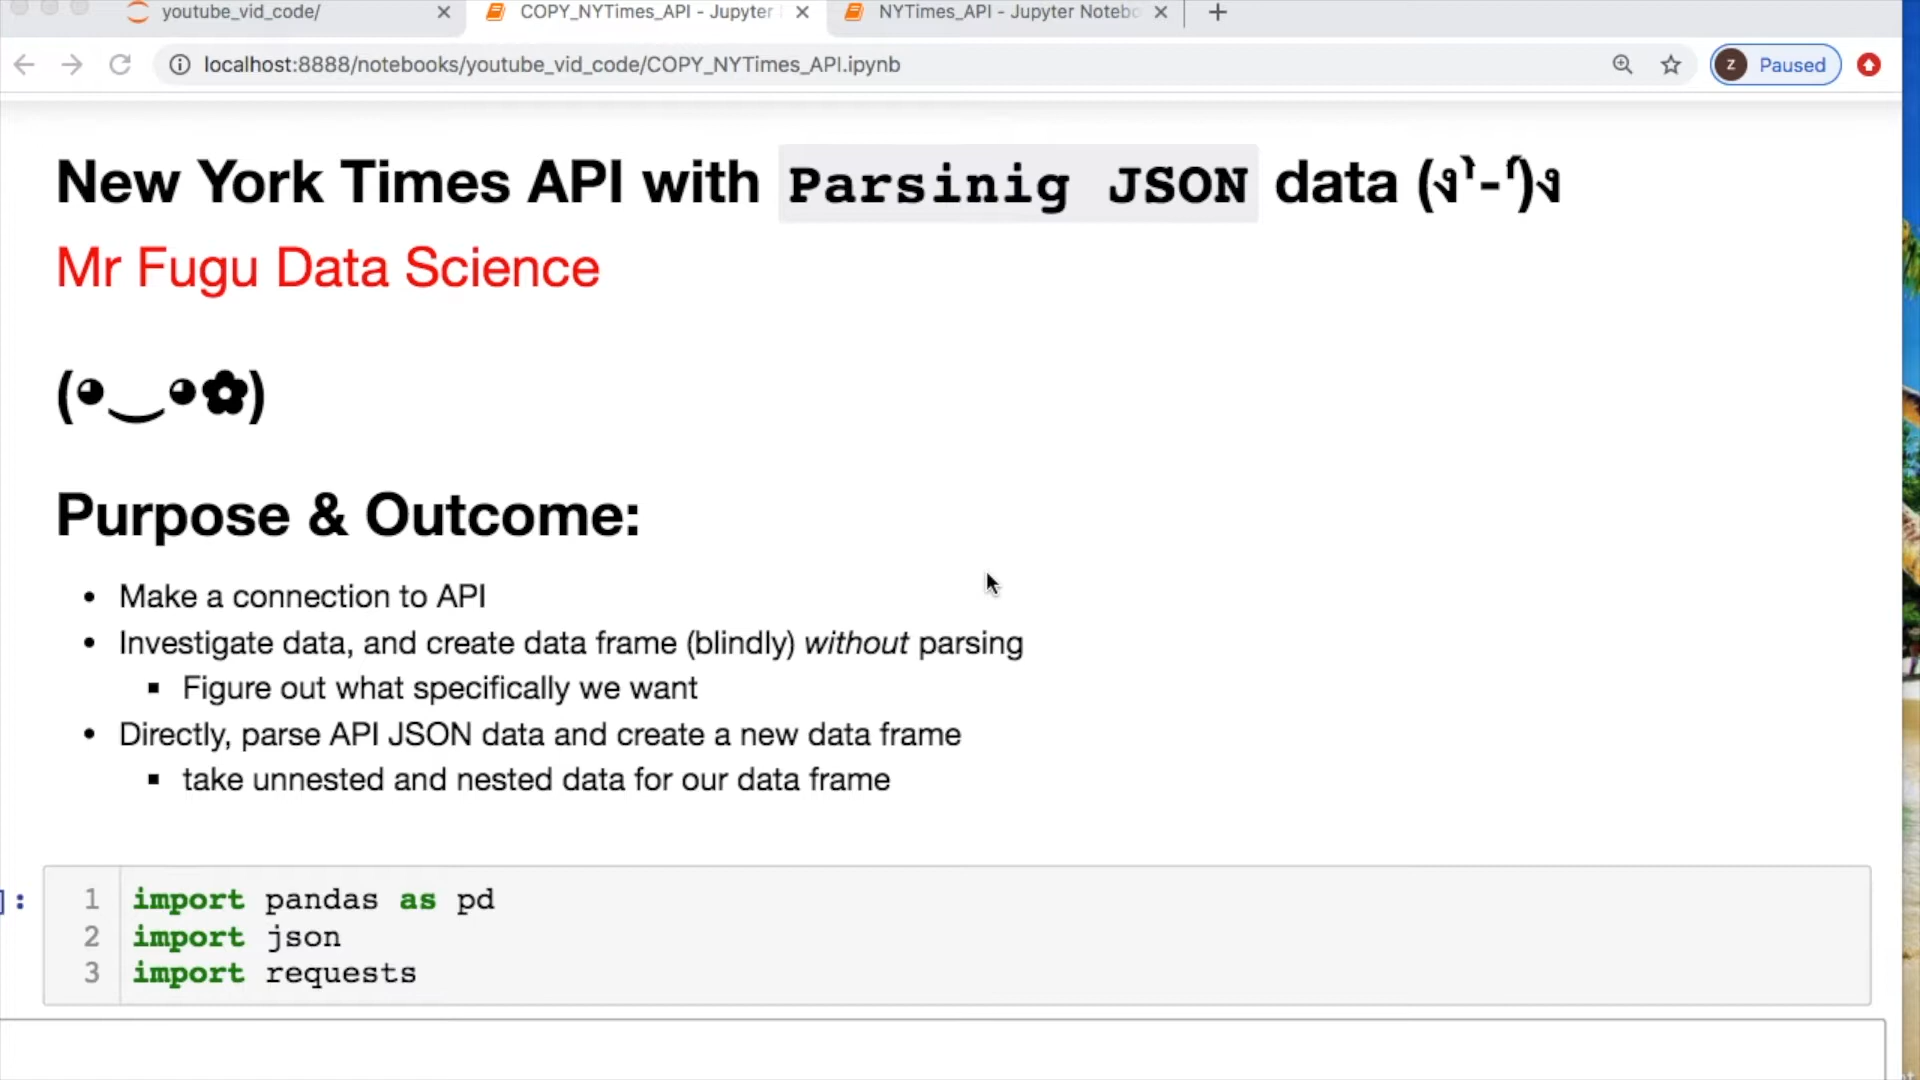 youtube_vid_code/
COPY_NYTimes_API - Jupyter
NYTimes_API - Jupyter Notebo
localhost:8888/notebooks/youtube_vid_code/COPY_NYTimes_API.ipynb
Z Paused
New York Times API with Parsinig JSON data (ง'̀-'́)ง
Mr Fugu Data Science
(◕‿◕✿)
Purpose & Outcome:
• Make a connection to API
• Investigate data, and create data frame (blindly) without parsing
▪ Figure out what specifically we want
• Directly, parse API JSON data and create a new data frame
▪ take unnested and nested data for our data frame
]: 1 import pandas as pd
2 import json
3 import requests